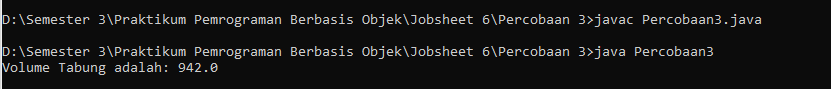 D:\Semester 3\Praktikum Pemrograman Berbasis Objek\Jobsheet 6\Percobaan 3>javac Percobaan3.java
D:\Semester 3\Praktikum Pemrograman Berbasis Objek\Jobsheet 6\Percobaan 3>java Percobaan3
Volume Tabung adalah: 942.0